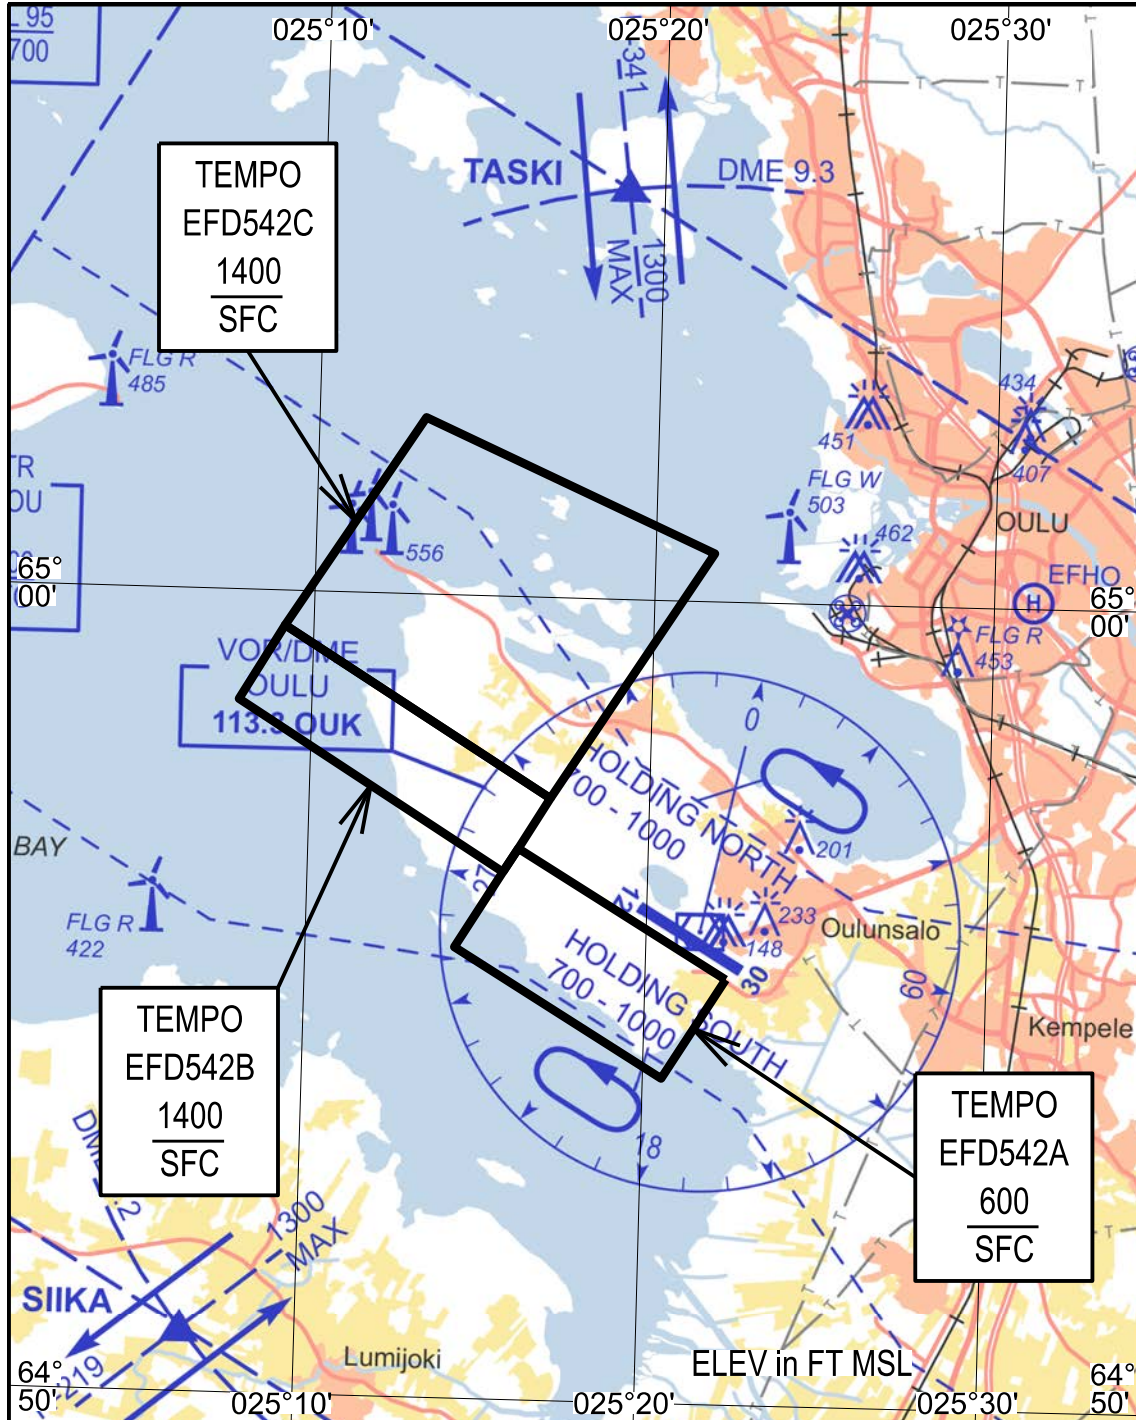 025°10'
025°20'
025°30'
L 95
700
341
TEMPO
EFD542C
1400
SFC
TASKI
DME 9.3
1300
MAX
FLG R
485
434
451
407
FLG W
503
OULU
462
556
TR
OU
65°
00'
EFHO
H
65°
00'
FLG R
453
VOR/DME
OULU
113.3 OUK
0
HOLDING NORTH
700 - 1000
BAY
201
27
12
233
148
Oulunsalo
FLG R
422
HOLDING SOUTH
700 - 1000
30
60
Kempele
TEMPO
EFD542B
1400
SFC
TEMPO
EFD542A
600
SFC
18
1300
MAX
SIIKA
219
Lumijoki
ELEV in FT MSL
64°
50'
64°
50'
025°10'
025°20'
025°30'